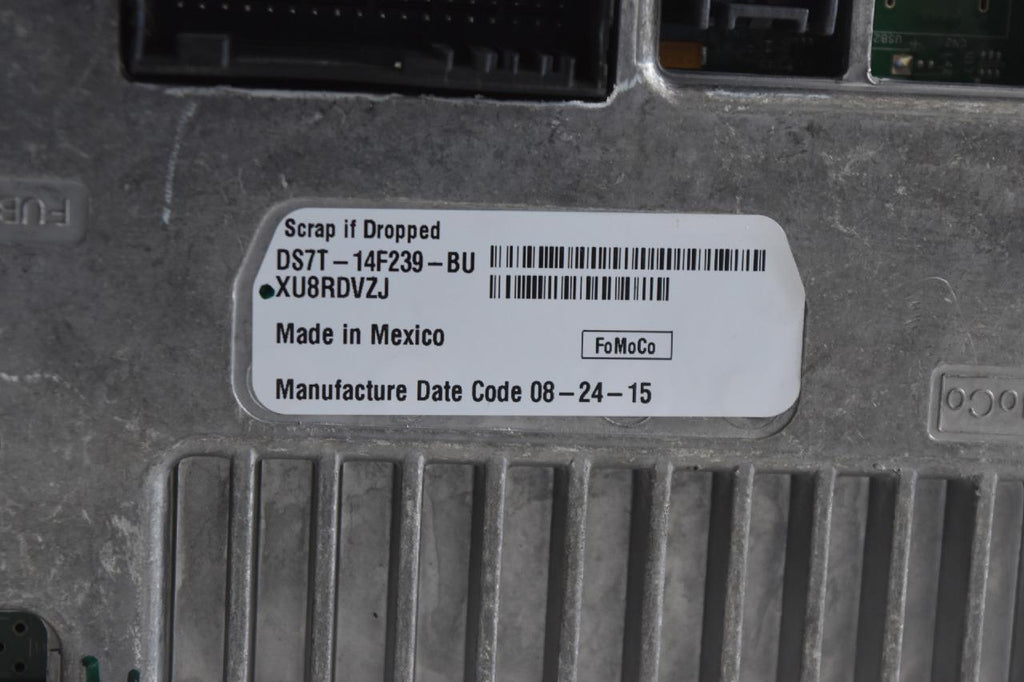 Scrap if Dropped
DS7T-14F239-BU
XU8RDVZJ
Made in Mexico
FoMoCo
Manufacture Date Code 08-24-15